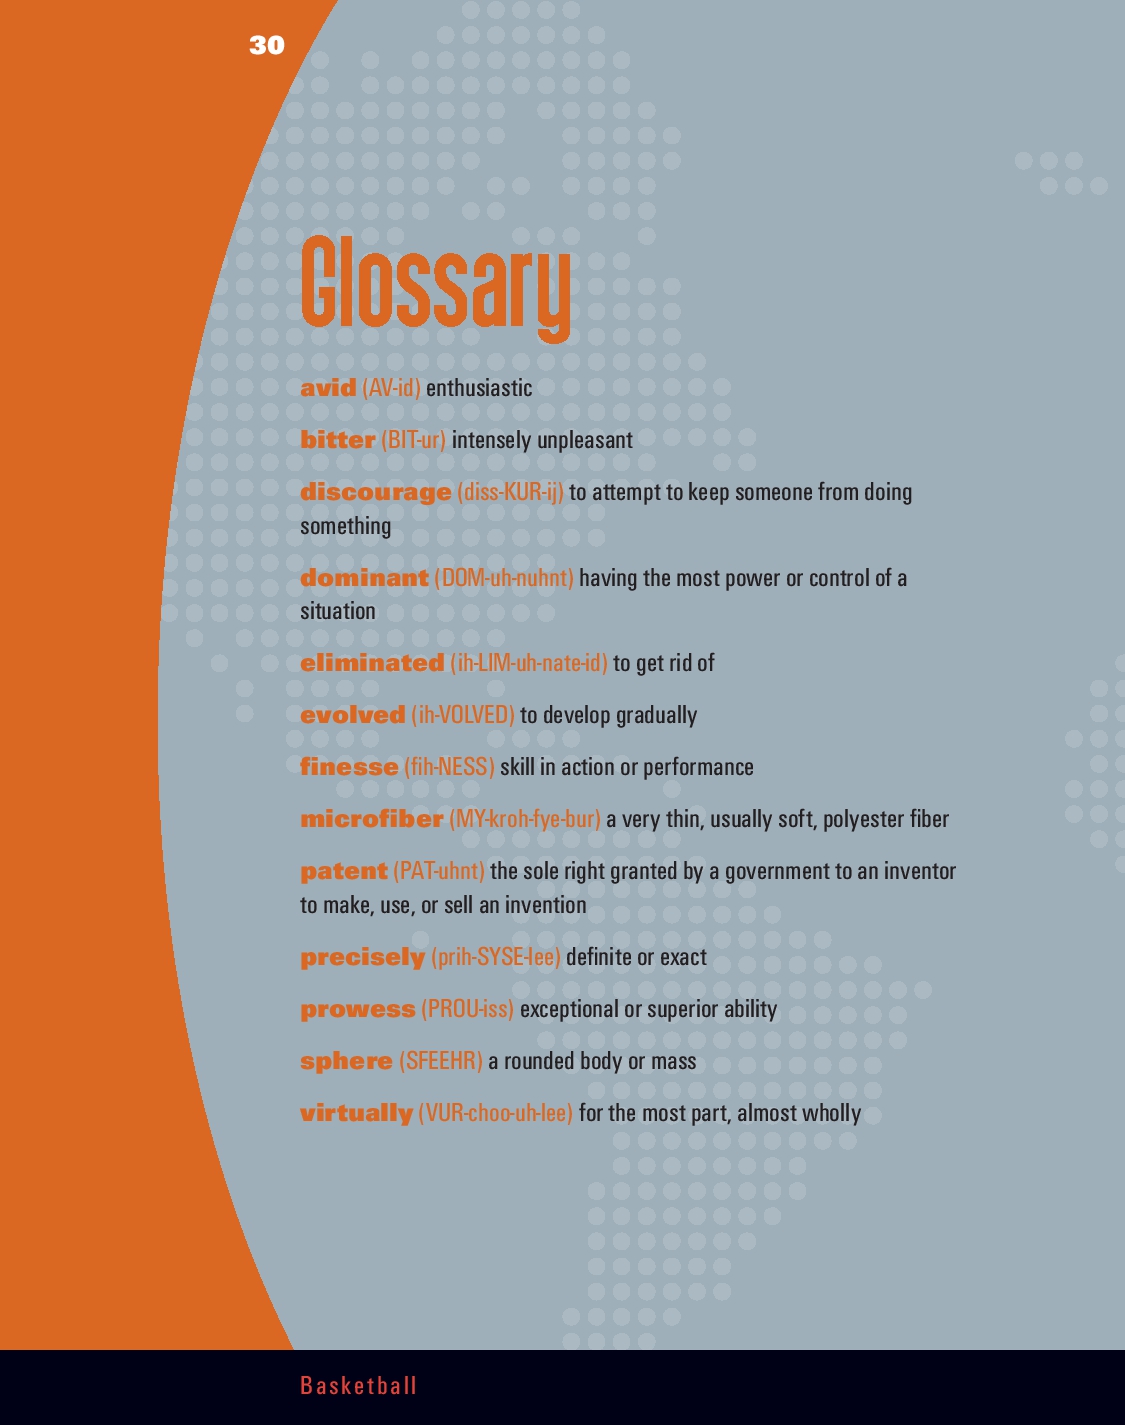 30
Glossary
avid (AV-id) enthusiastic
bitter (BIT-ur) intensely unpleasant
discourage (diss-KUR-ij) to attempt to keep someone from doing
something
dominant (DOM-uh-nuhnt) having the most power or control of a
situation
eliminated (ih-LIM-uh-nate-id) to get rid of
evolved (ih-VOLVED) to develop gradually
finesse (fih-NESS) skill in action or performance
microfiber (MY-kroh-fye-bur) a very thin, usually soft, polyester fiber
patent (PAT-uhnt) the sole right granted by a government to an inventor
to make, use, or sell an invention
precisely (prih-SYSE-lee) definite or exact
prowess (PROU-iss) exceptional or superior ability
sphere (SFEEHR) a rounded body or mass
virtually (VUR-choo-uh-lee) for the most part, almost wholly
Basketball